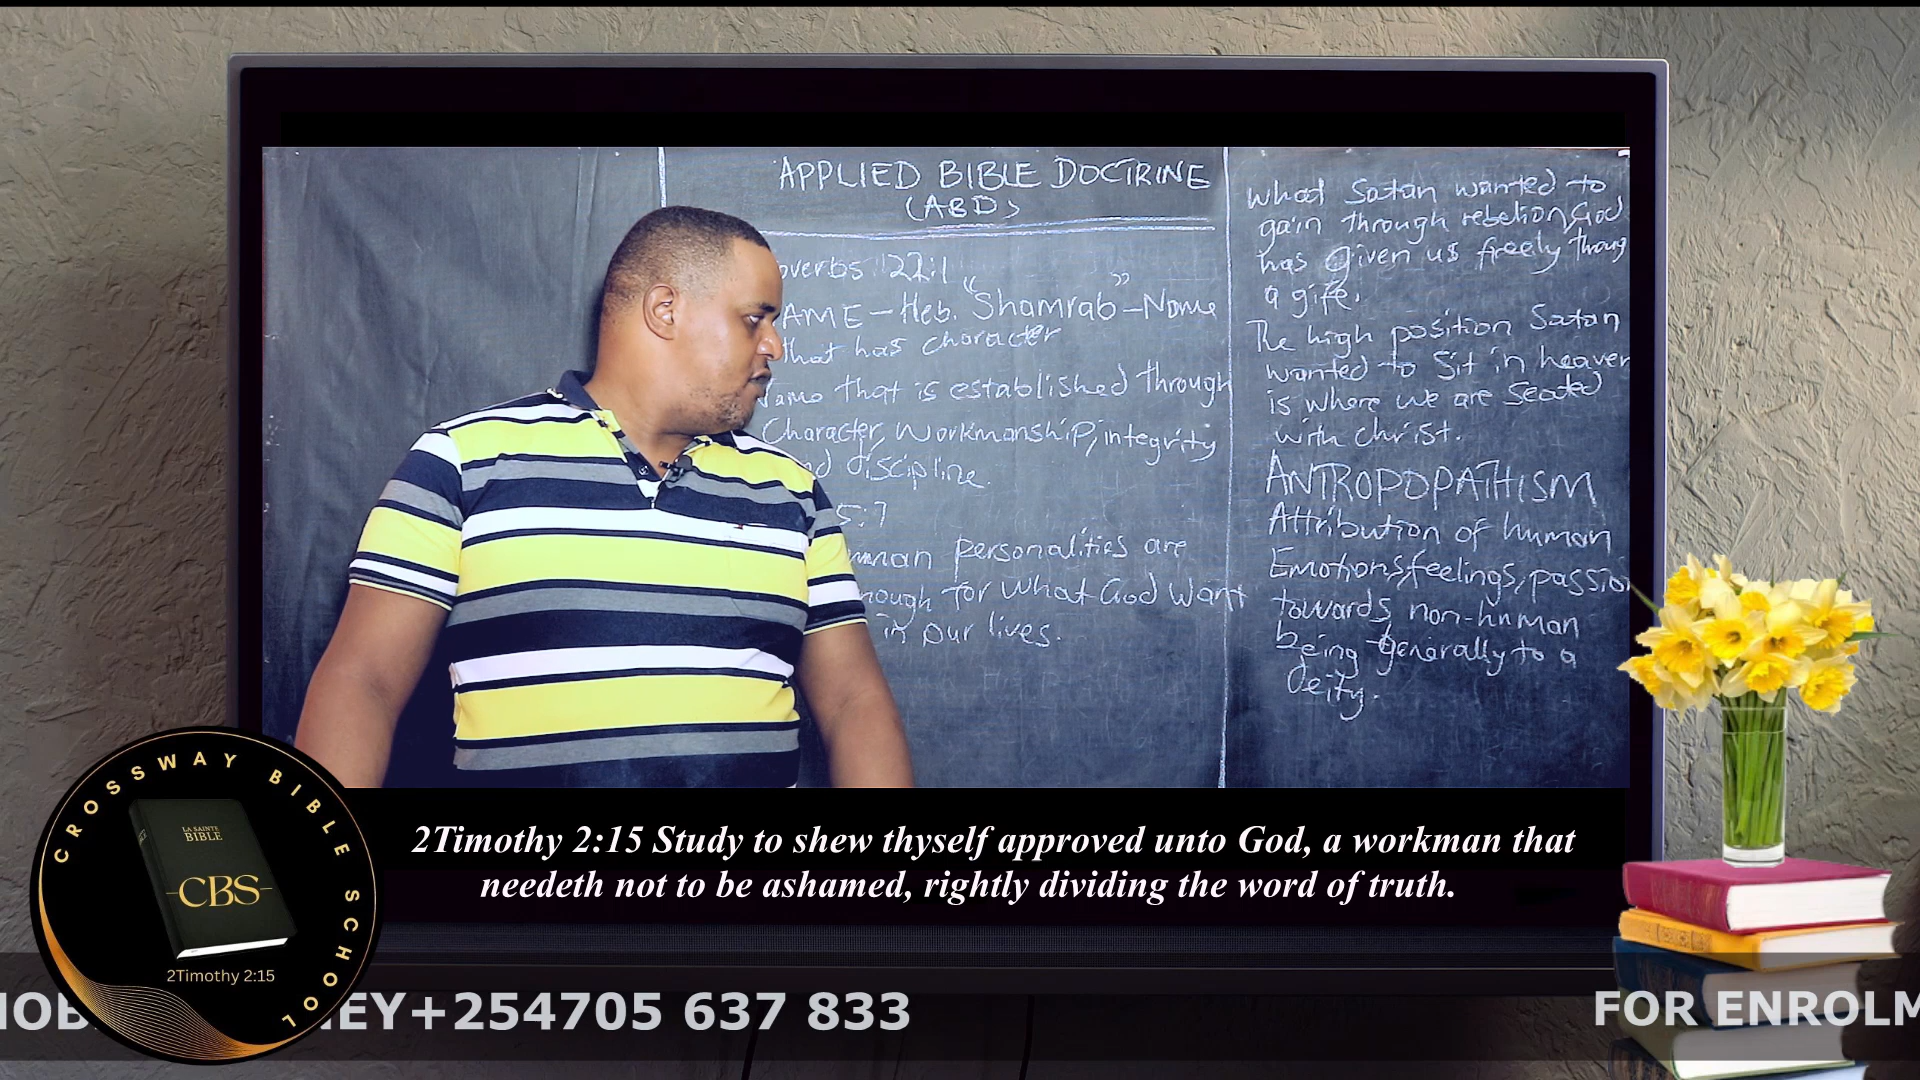 APPLIED BIBLE DOCTRINE
(ABD)
overbs 22:1
AME - Heb. "Shamrab" - Name
that has character
Name that is established through
Character, workmanship, integrity
nd discipline.
5:7
man personalities are
nough for what God want
in our lives.
what Satan wanted to
gain through rebelion, God
has given us freely throug
a gift.
The high position Satan
wanted to Sit in heaven
is where we are Seated
with christ.
ANTROPOPATHISM
Attribution of human
Emotions, feelings, passion
towards non-human
being generally to a
Deity.
2Timothy 2:15 Study to shew thyself approved unto God, a workman that
needeth not to be ashamed, rightly dividing the word of truth.
CROSSWAY BIBLE SCHOOL
LA SAINTE
BIBLE
CBS
2Timothy 2:15
MOB EY+254705 637 833
FOR ENROLM